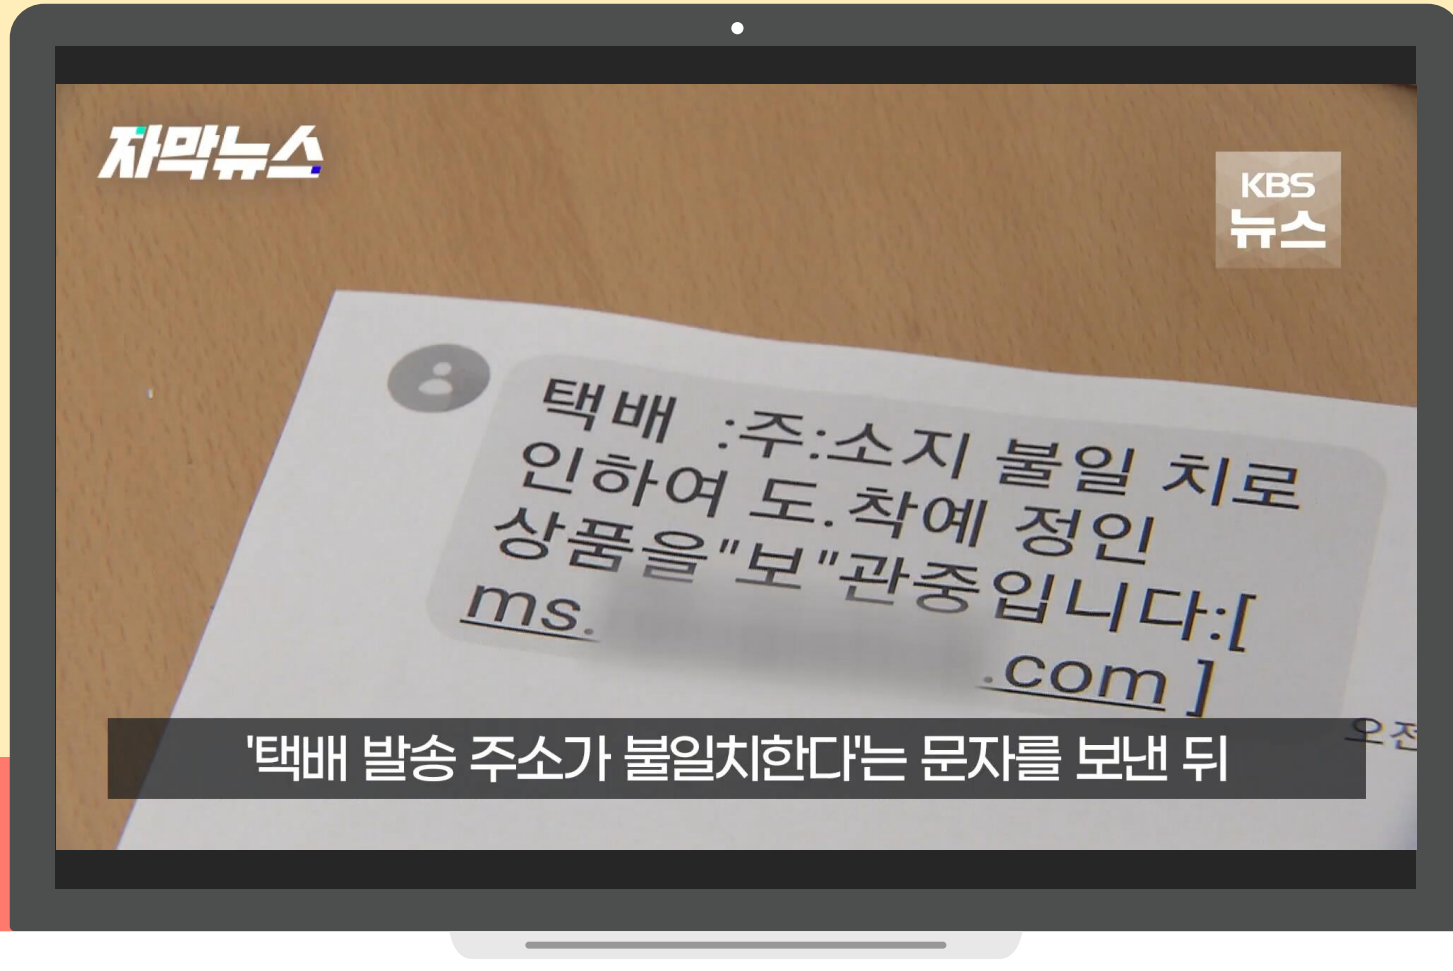 자막뉴스
KBS
뉴스
택배 :주:소지 불일 치로
인하여 도.착예 정인
상품을"보"관중입니다:[
ms.
.com ]
오전
'택배 발송 주소가 불일치한다'는 문자를 보낸 뒤